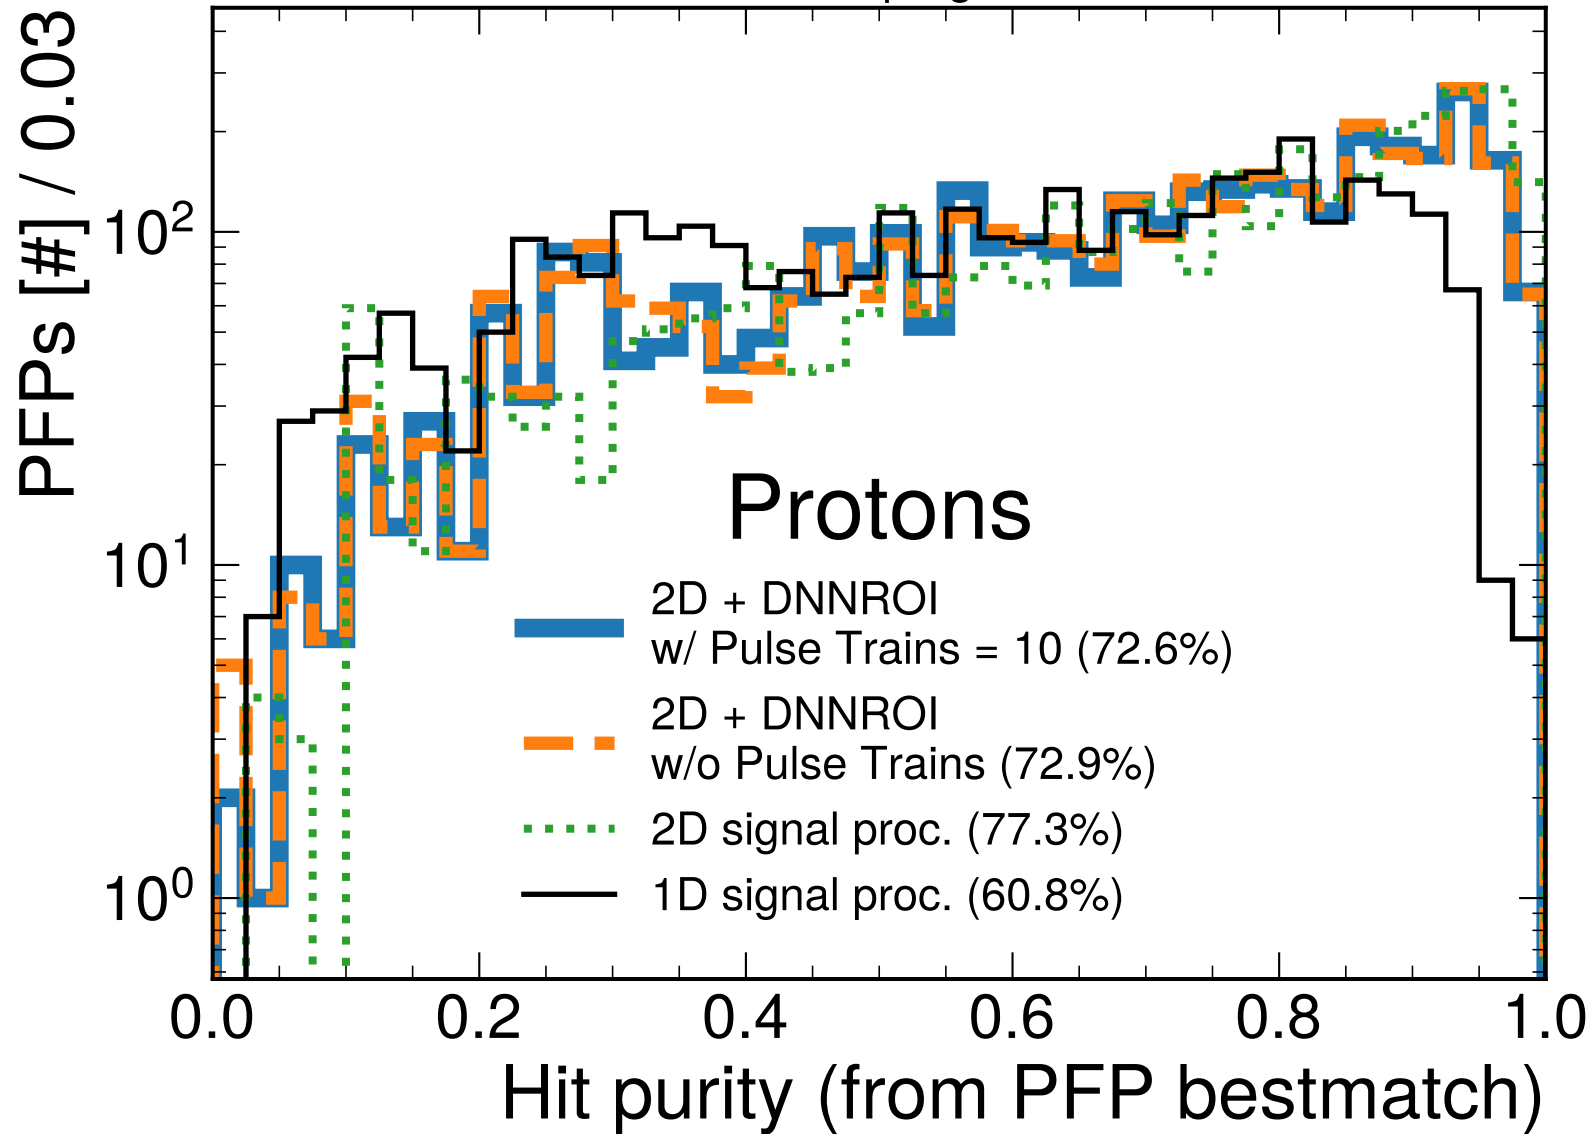 PFPs [#] / 0.03
10²
10¹
10⁰
Protons
2D + DNNROI
w/ Pulse Trains = 10 (72.6%)
2D + DNNROI
w/o Pulse Trains (72.9%)
2D signal proc. (77.3%)
1D signal proc. (60.8%)
0.0 0.2 0.4 0.6 0.8 1.0
Hit purity (from PFP bestmatch)